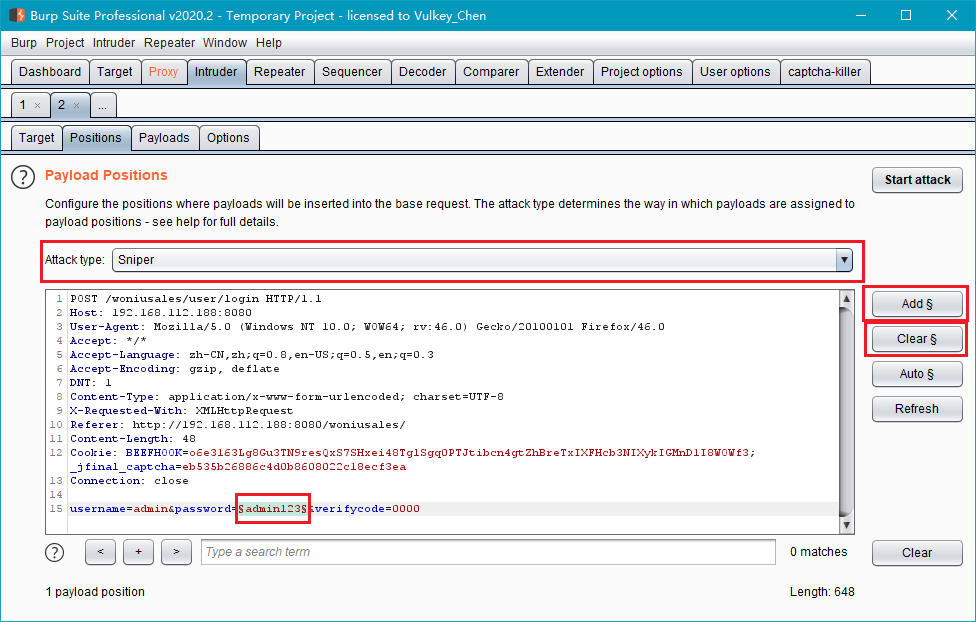 Burp Suite Professional v2020.2 - Temporary Project - licensed to Vulkey_Chen
Burp Project Intruder Repeater Window Help
Dashboard Target Proxy Intruder Repeater Sequencer Decoder Comparer Extender Project options User options captcha-killer
1 × 2 × ...
Target Positions Payloads Options
? Payload Positions
Start attack
Configure the positions where payloads will be inserted into the base request. The attack type determines the way in which payloads are assigned to
payload positions - see help for full details.
Attack type: Sniper
Add §
Clear §
Auto §
Refresh
1 POST /woniusales/user/login HTTP/1.1
2 Host: 192.168.112.188:8080
3 User-Agent: Mozilla/5.0 (Windows NT 10.0; WOW64; rv:46.0) Gecko/20100101 Firefox/46.0
4 Accept: */*
5 Accept-Language: zh-CN,zh;q=0.8,en-US;q=0.5,en;q=0.3
6 Accept-Encoding: gzip, deflate
7 DNT: 1
8 Content-Type: application/x-www-form-urlencoded; charset=UTF-8
9 X-Requested-With: XMLHttpRequest
10 Referer: http://192.168.112.188:8080/woniusales/
11 Content-Length: 48
12 Cookie: BEEFHOOK=
_jfinal_captcha=eb535b26886c4d0b8608022c18ecf3ea
13 Connection: close
14
15 username=admin&password=§admin123§&verifycode=0000
? < + > Type a search term 0 matches Clear
1 payload position Length: 648